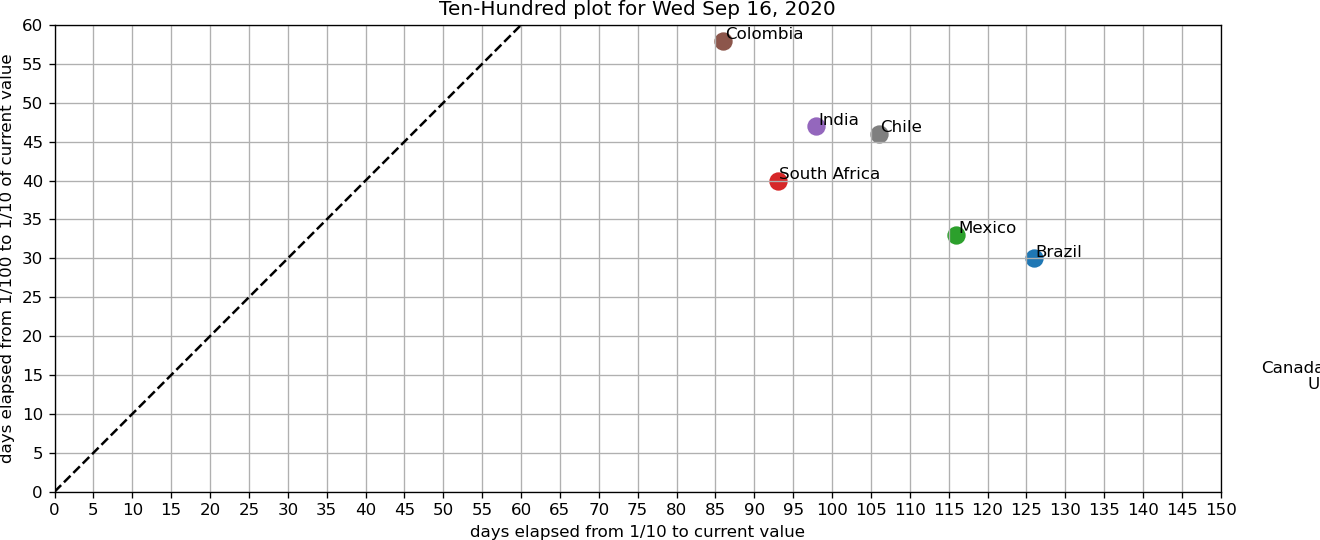 Ten-Hundred plot for Wed Sep 16, 2020
days elapsed from 1/100 to 1/10 of current value
60
55
50
45
40
35
30
25
20
15
10
5
0
Colombia
India
Chile
South Africa
Mexico
Brazil
Canada
U
0 5 10 15 20 25 30 35 40 45 50 55 60 65 70 75 80 85 90 95 100 105 110 115 120 125 130 135 140 145 150
days elapsed from 1/10 to current value